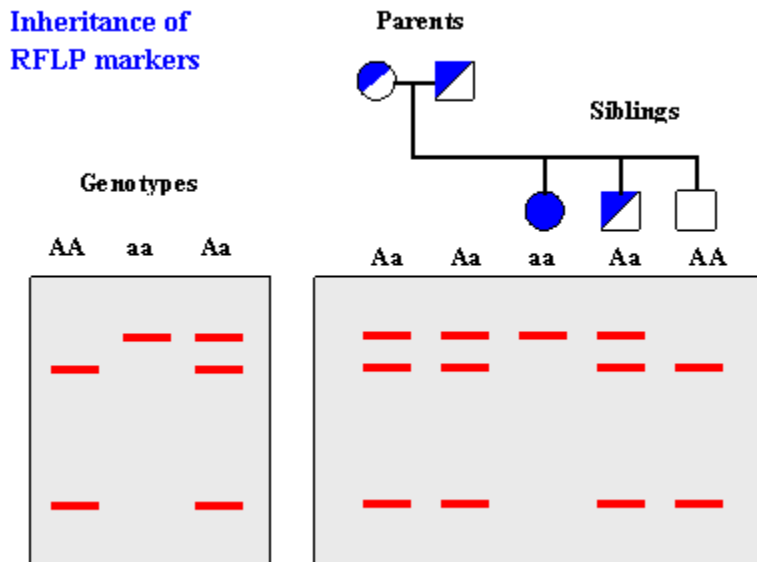 Inheritance of
RFLP markers
Parents
Siblings
Genotypes
AA aa Aa
Aa Aa aa Aa AA